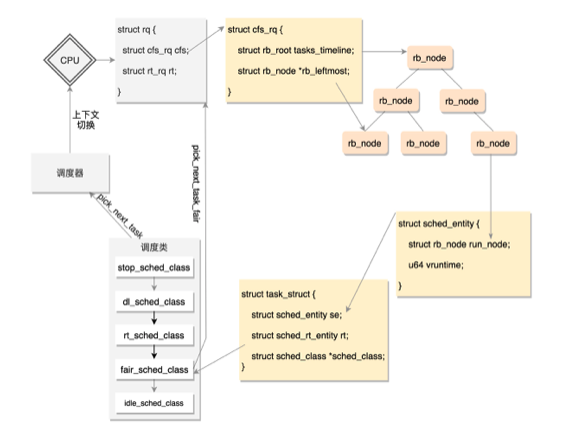 CPU
struct rq {
struct cfs_rq cfs;
struct rt_rq rt;
}
struct cfs_rq {
struct rb_root tasks_timeline;
struct rb_node *rb_leftmost;
}
rb_node
rb_node
rb_node
rb_node
rb_node
rb_node
上下文
切换
调度器
pick_next_task
pick_next_task_fair
调度类
stop_sched_class
dl_sched_class
rt_sched_class
fair_sched_class
idle_sched_class
struct task_struct {
struct sched_entity se;
struct sched_rt_entity rt;
struct sched_class *sched_class;
}
struct sched_entity {
struct rb_node run_node;
u64 vruntime;
}